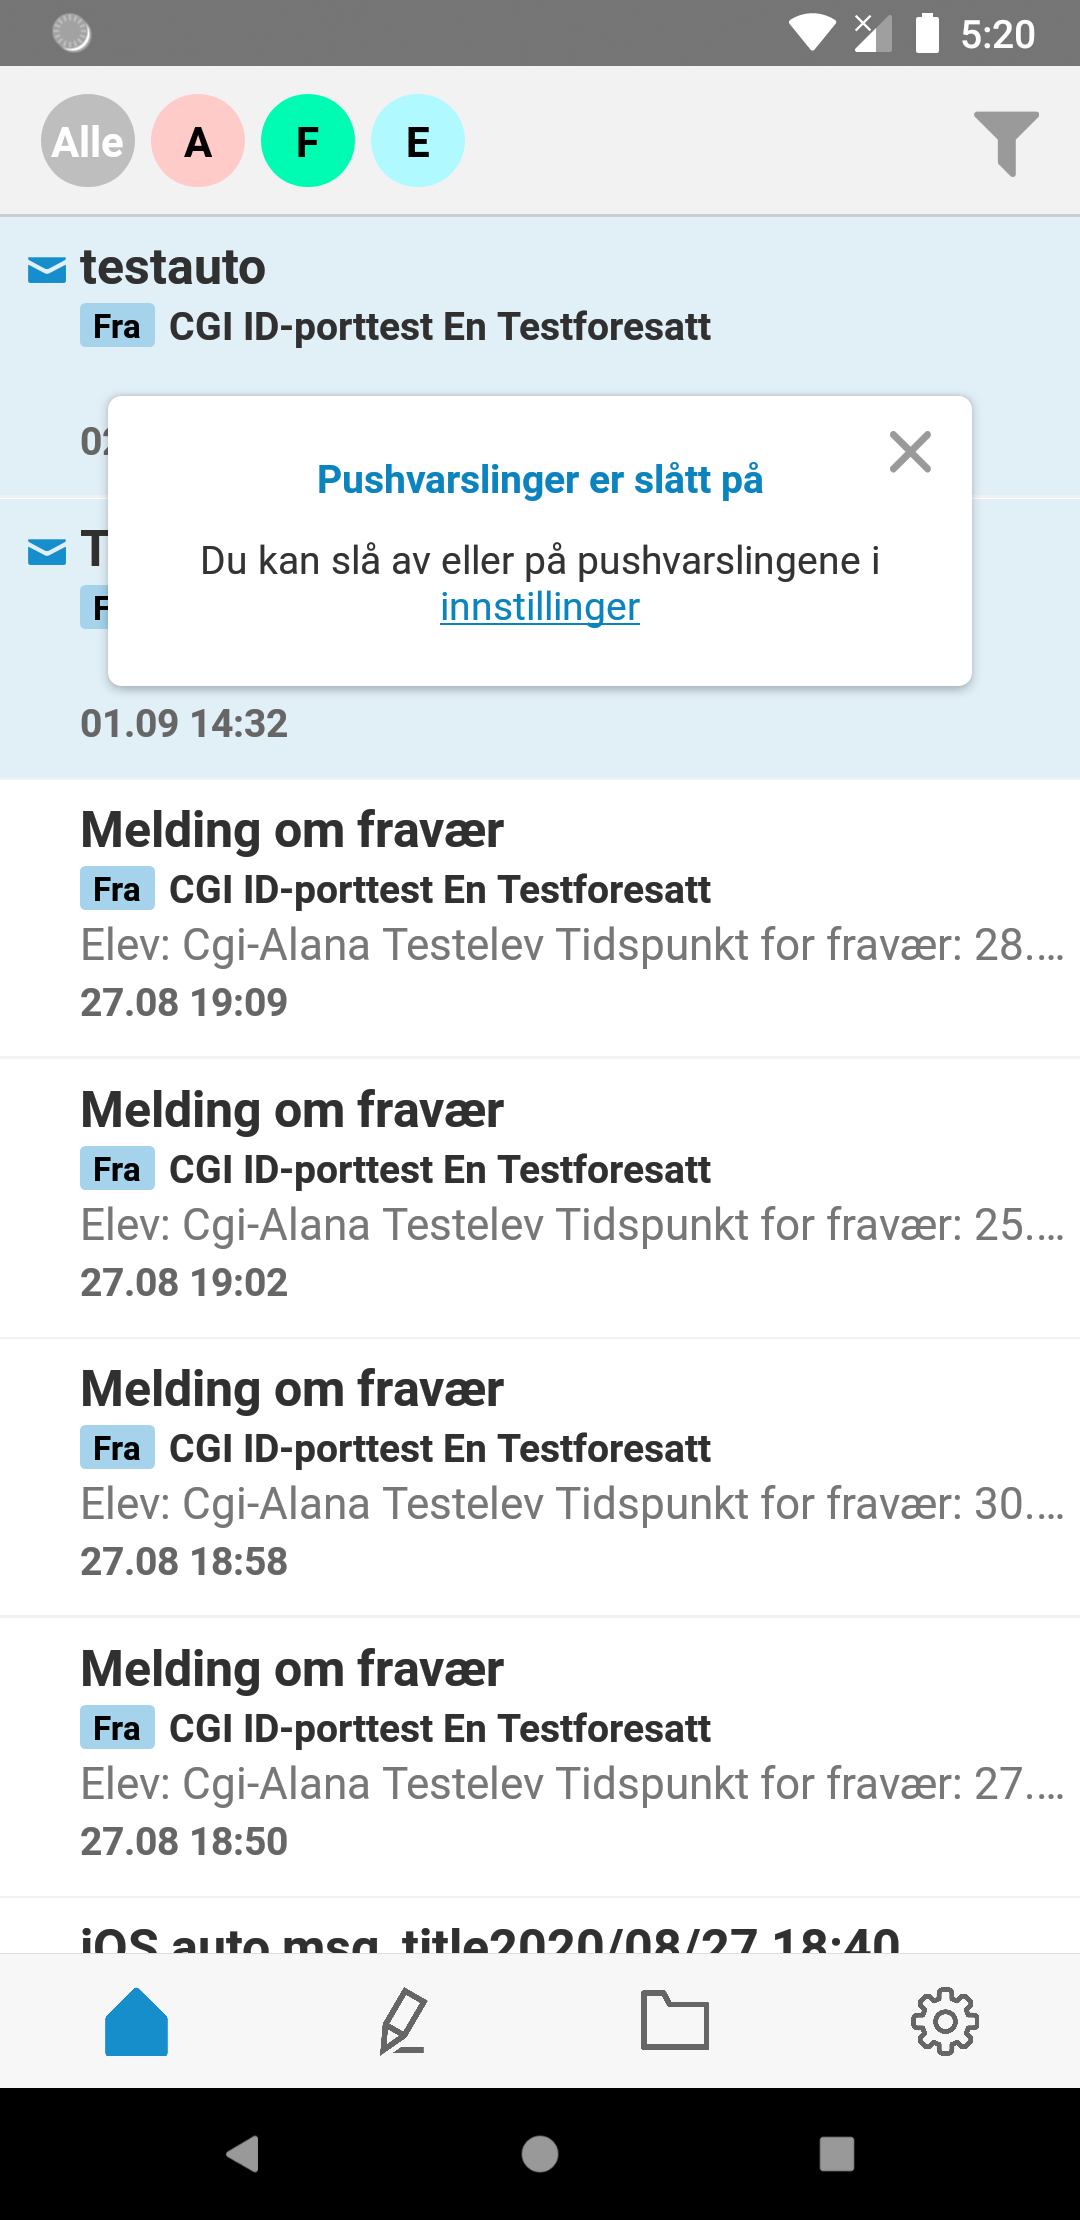 5:20
Alle A F E
testauto
Fra CGI ID-porttest En Testforesatt
Pushvarslinger er slått på
Du kan slå av eller på pushvarslingene i
innstillinger
01.09 14:32
Melding om fravær
Fra CGI ID-porttest En Testforesatt
Elev: Cgi-Alana Testelev Tidspunkt for fravær: 28....
27.08 19:09
Melding om fravær
Fra CGI ID-porttest En Testforesatt
Elev: Cgi-Alana Testelev Tidspunkt for fravær: 25....
27.08 19:02
Melding om fravær
Fra CGI ID-porttest En Testforesatt
Elev: Cgi-Alana Testelev Tidspunkt for fravær: 30....
27.08 18:58
Melding om fravær
Fra CGI ID-porttest En Testforesatt
Elev: Cgi-Alana Testelev Tidspunkt for fravær: 27....
27.08 18:50
iOS auto msg title2020/08/27 18:40